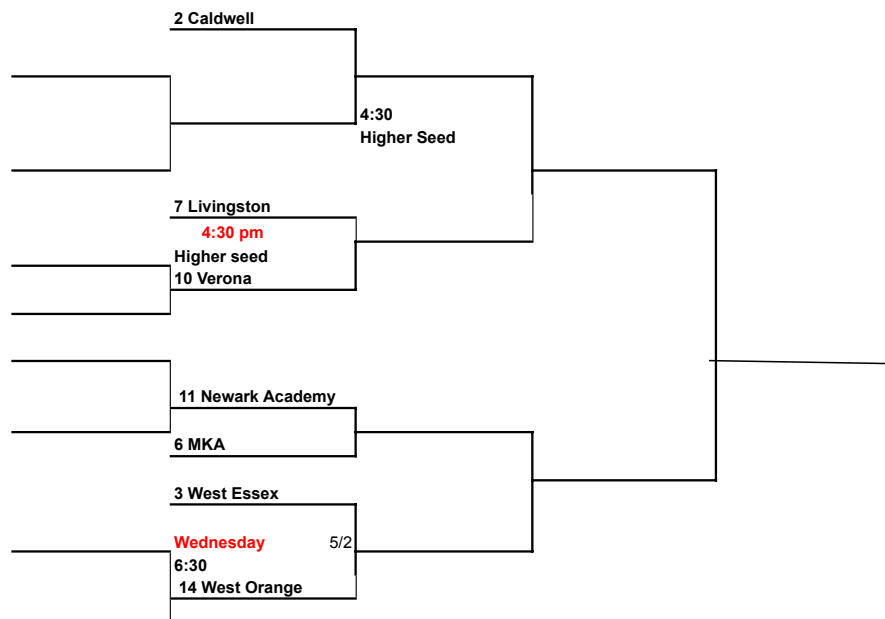 2 Caldwell
4:30
Higher Seed
7 Livingston
4:30 pm
Higher seed
10 Verona
11 Newark Academy
6 MKA
3 West Essex
Wednesday 5/2
6:30
14 West Orange